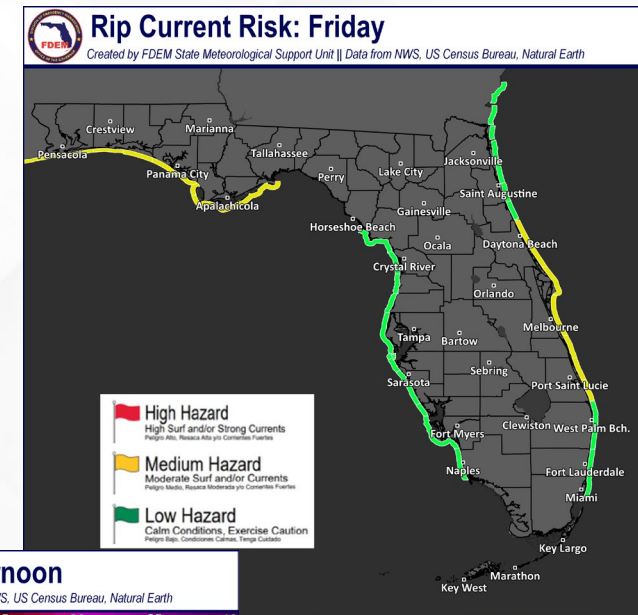 FDEM
Rip Current Risk: Friday
Created by FDEM State Meteorological Support Unit || Data from NWS, US Census Bureau, Natural Earth
Crestview
Marianna
Pensacola
Tallahassee
Jacksonville
Panama City
Perry
Lake City
Saint Augustine
Apalachicola
Gainesville
Horseshoe Beach
Ocala
Daytona Beach
Crystal River
Orlando
Melbourne
Tampa
Bartow
Sebring
Sarasota
Port Saint Lucie
High Hazard
High Surf and/or Strong Currents
Peligro Alto, Resaca Alta y/o Corrientes Fuertes
Clewiston
West Palm Bch.
Fort Myers
Medium Hazard
Moderate Surf and/or Currents
Peligro Medio, Resaca Moderada y/o Corrientes Fuertes
Naples
Fort Lauderdale
Miami
Low Hazard
Calm Conditions, Exercise Caution
Peligro Bajo, Condiciones Calmas, Tenga Cuidado
Key Largo
noon
Marathon
Key West
S, US Census Bureau, Natural Earth